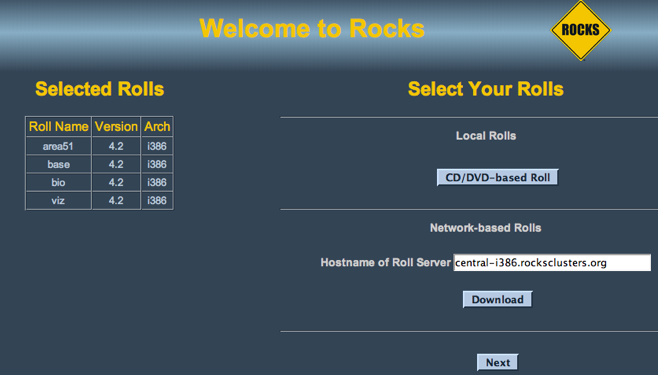 Welcome to Rocks
ROCKS
Selected Rolls
Roll Name Version Arch
area51 4.2 i386
base 4.2 i386
bio 4.2 i386
viz 4.2 i386
Select Your Rolls
Local Rolls
CD/DVD-based Roll
Network-based Rolls
Hostname of Roll Server central-i386.rocksclusters.org
Download
Next